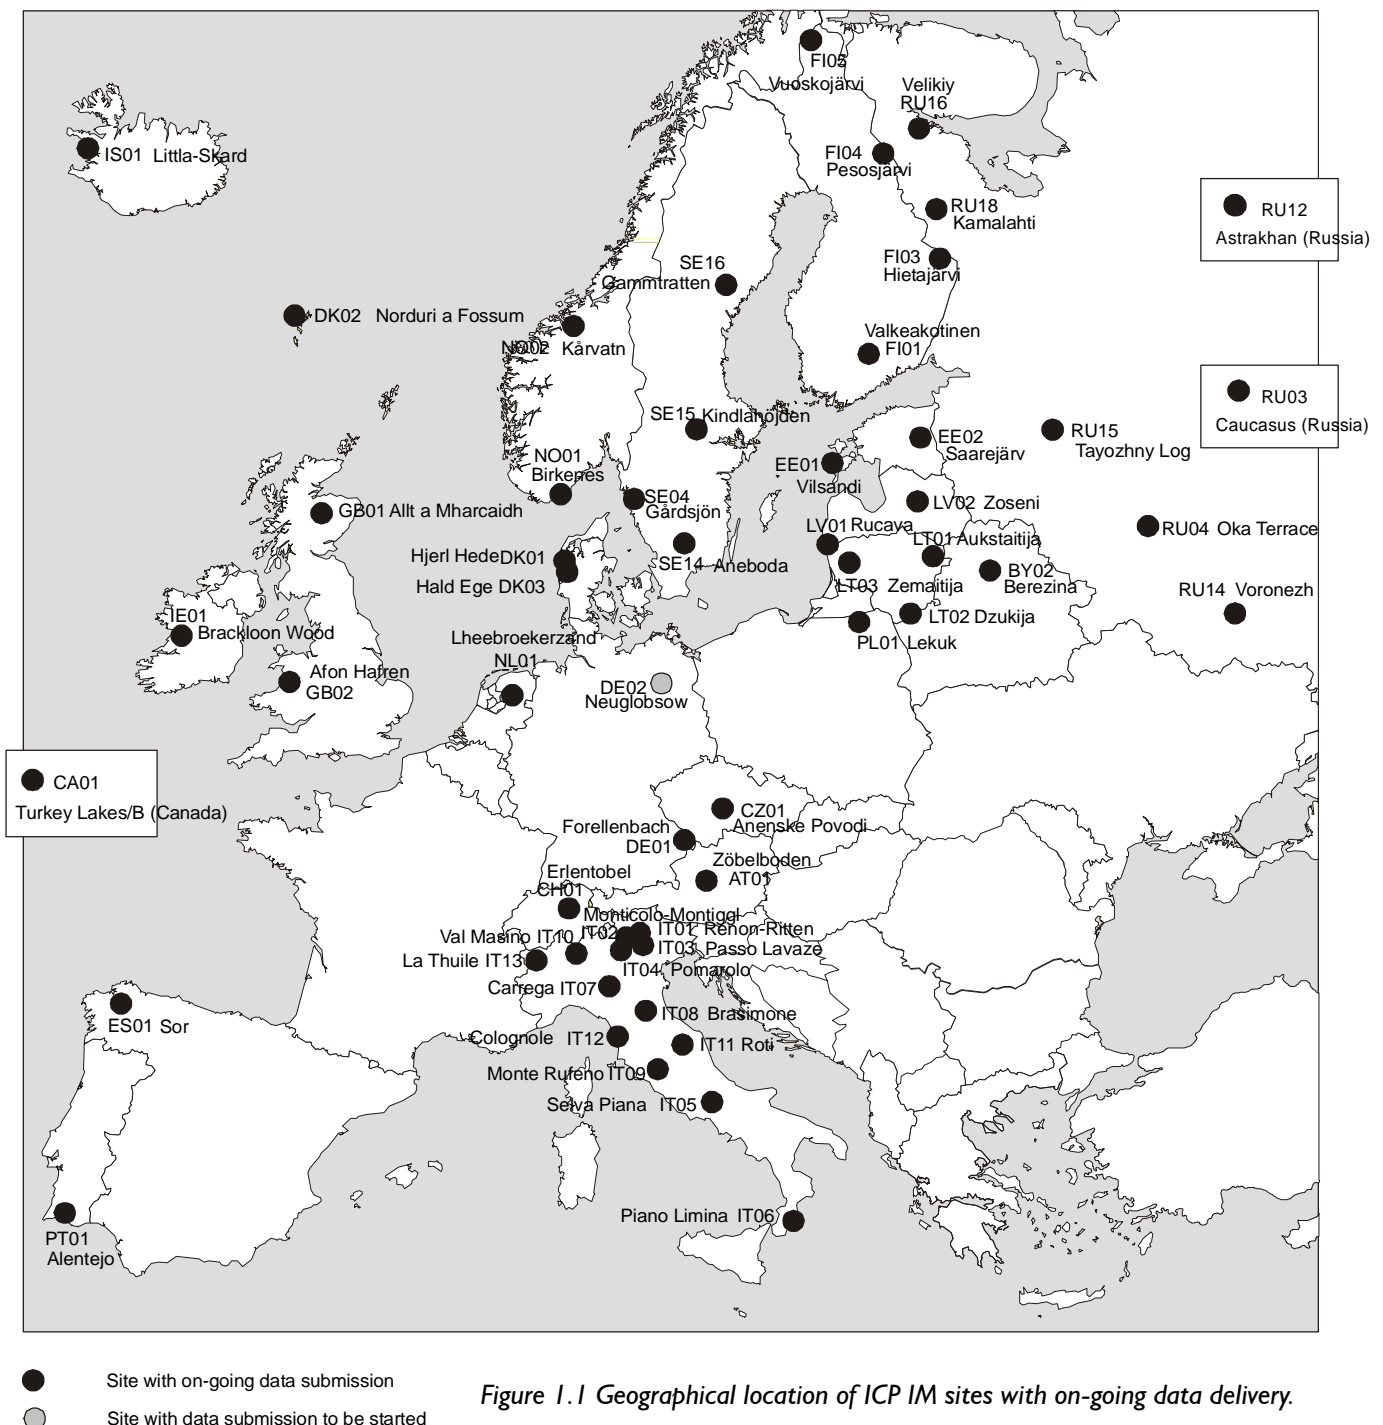 FI05
Vuoskojärvi
Velikiy
RU16
IS01 Littla-Skard
FI04
Pesosjärvi
RU18
Kamalahti
RU12
Astrakhan (Russia)
FI03
Hietajärvi
SE16
Gammtratten
DK02 Norduri a Fossum
Valkeakotinen
FI01
NO02 Kårvatn
RU03
Caucasus (Russia)
SE15 Kindlahöjden
RU15
Tayozhny Log
EE02
Saarejärv
EE01
Vilsandi
NO01
Birkenes
SE04
Gårdsjön
LV02 Zoseni
GB01 Allt a Mharcaidh
LV01 Rucava
RU04 Oka Terrace
LT01 Aukstaitija
Hjerl Hede DK01
SE14 Aneboda
BY02
Berezina
Hald Ege DK03
LT03 Zemaitija
RU14 Voronezh
IE01
Brackloon Wood
LT02 Dzukija
Lheebroekerzand
NL01
PL01 Lekuk
Afon Hafren
GB02
DE02
Neuglobsow
CA01
Turkey Lakes/B (Canada)
CZ01
Anenske Povodi
Forellenbach
DE01
Zöbelboden
AT01
Erlentobel
CH01
Monticolo-Montiggl
IT02
IT01 Renon-Ritten
Val Masino IT10
IT03 Passo Lavaze
La Thuile IT13
IT04 Pomarolo
Carrega IT07
IT08 Brasimone
ES01 Sor
Colognole IT12
IT11 Roti
Monte Rufeno IT09
Selva Piana IT05
Piano Limina IT06
PT01
Alentejo
Site with on-going data submission
Site with data submission to be started
Figure 1.1 Geographical location of ICP IM sites with on-going data delivery.